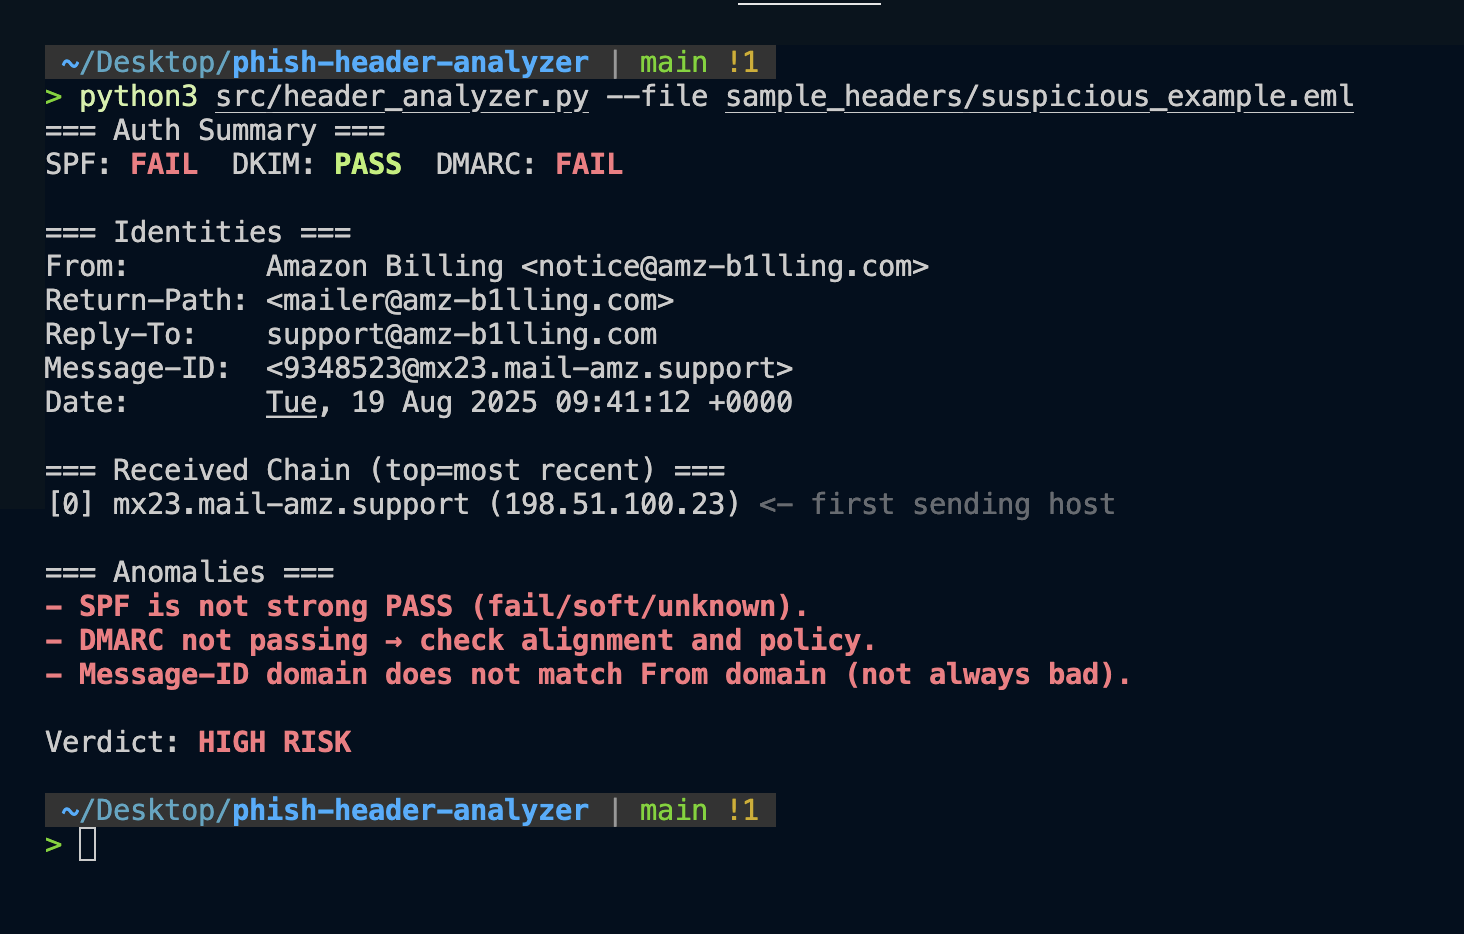 ~/Desktop/phish-header-analyzer | main !1
> python3 src/header_analyzer.py --file sample_headers/suspicious_example.eml
=== Auth Summary ===
SPF: FAIL  DKIM: PASS  DMARC: FAIL
=== Identities ===
From:        Amazon Billing <notice@amz-b1lling.com>
Return-Path: <mailer@amz-b1lling.com>
Reply-To:    support@amz-b1lling.com
Message-ID:  <9348523@mx23.mail-amz.support>
Date:        Tue, 19 Aug 2025 09:41:12 +0000
=== Received Chain (top=most recent) ===
[0] mx23.mail-amz.support (198.51.100.23) <- first sending host
=== Anomalies ===
- SPF is not strong PASS (fail/soft/unknown).
- DMARC not passing → check alignment and policy.
- Message-ID domain does not match From domain (not always bad).
Verdict: HIGH RISK
~/Desktop/phish-header-analyzer | main !1
>